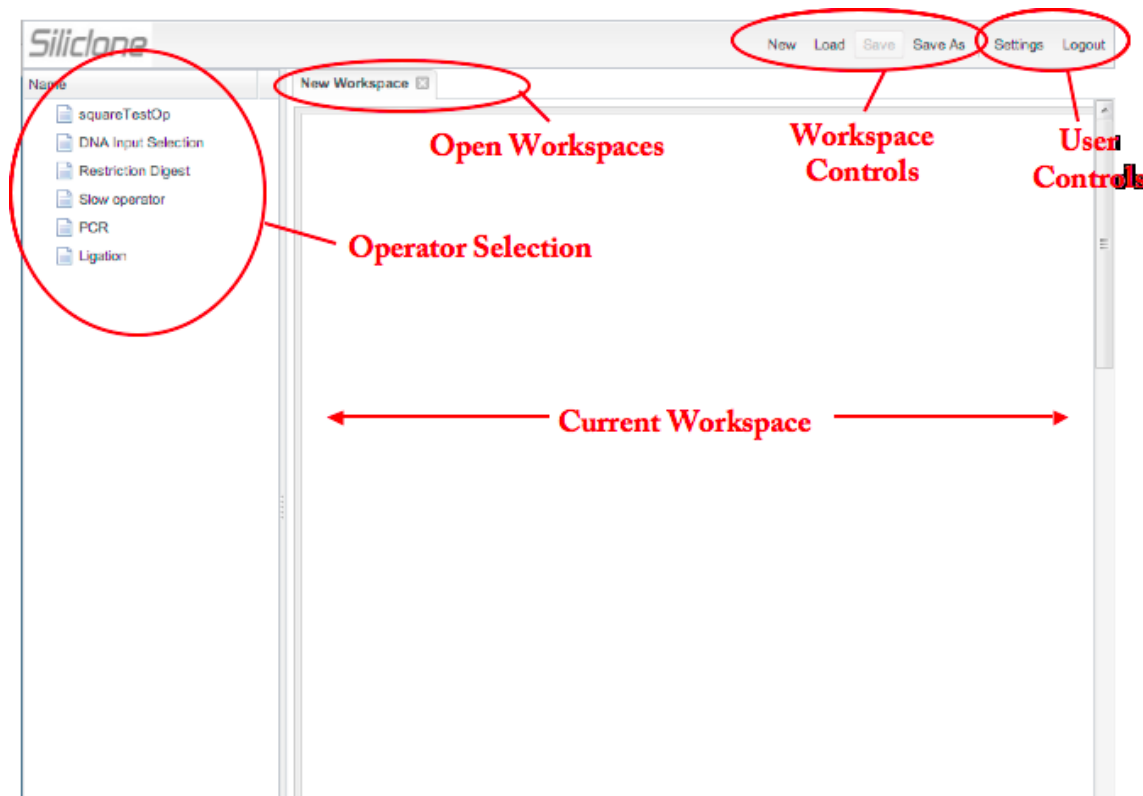 Siliclone
New Load Save Save As Settings Logout
Name
New Workspace
squareTestOp
DNA Input Selection
Restriction Digest
Slow operator
PCR
Ligation
Open Workspaces
Workspace
Controls
User
Controls
Operator Selection
Current Workspace